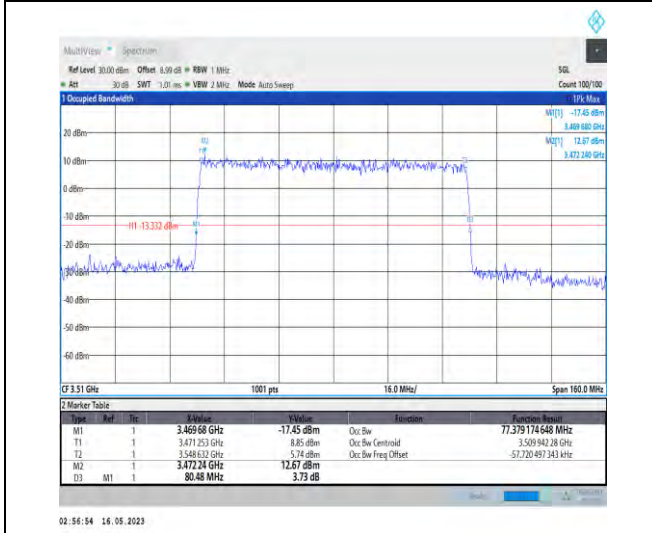 MultiView Spectrum
Ref Level 30.00 dBm Offset 8.99 dB RBW 1 MHz SGL
Att 30 dB SWT 1.01 ms VBW 2 MHz Mode Auto Sweep Count 100/100
1 Occupied Bandwidth 1Pk Max
M1[1] -17.45 dBm
3.469 680 GHz
M2[1] 12.67 dBm
3.472 240 GHz
20 dBm
M2
10 dBm
0 dBm
-10 dBm
H1 -13.332 dBm
-20 dBm
-30 dBm
-40 dBm
-50 dBm
-60 dBm
CF 3.51 GHz 1001 pts 16.0 MHz/ Span 160.0 MHz
2 Marker Table
Type Ref Trc X-Value Y-Value Function Function Result
M1 1 3.469 68 GHz -17.45 dBm Occ Bw 77.379 174 648 MHz
T1 1 3.471 253 GHz 8.85 dBm Occ Bw Centroid 3.509 942 28 GHz
T2 1 3.548 632 GHz 5.74 dBm Occ Bw Freq Offset -57.720 497 343 kHz
M2 1 3.472 24 GHz 12.67 dBm
D3 M1 1 80.48 MHz 3.73 dB
02:56:54 16.05.2023